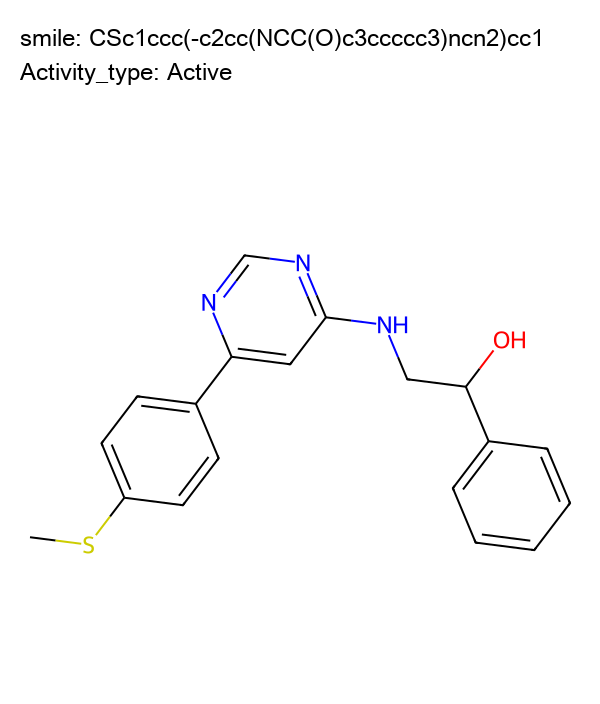 smile: CSc1ccc(-c2cc(NCC(O)c3ccccc3)ncn2)cc1
Activity_type: Active
N
N
NH
OH
S